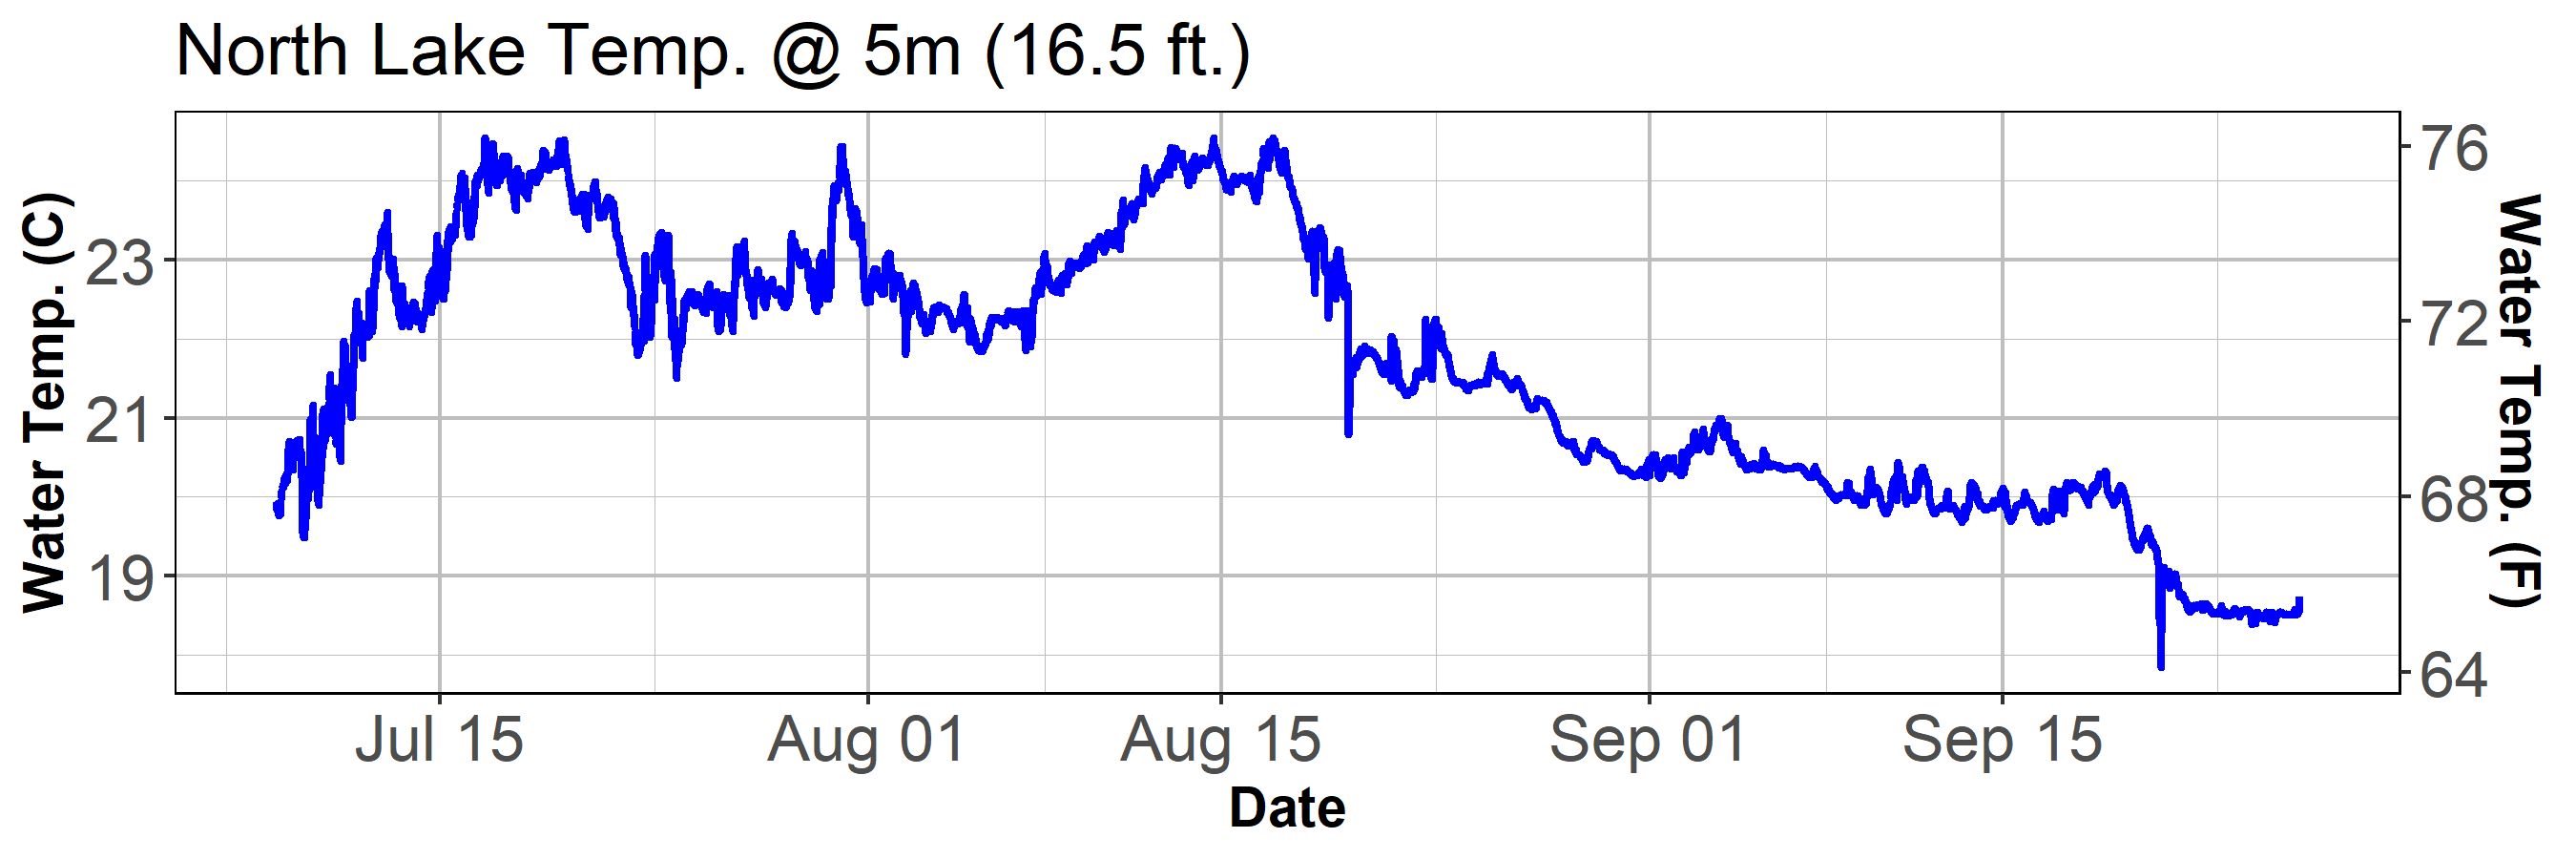 North Lake Temp. @ 5m (16.5 ft.)
Water Temp. (C)
23
21
19
76
72
68
64
Water Temp. (F)
Jul 15 Aug 01 Aug 15 Sep 01 Sep 15
Date